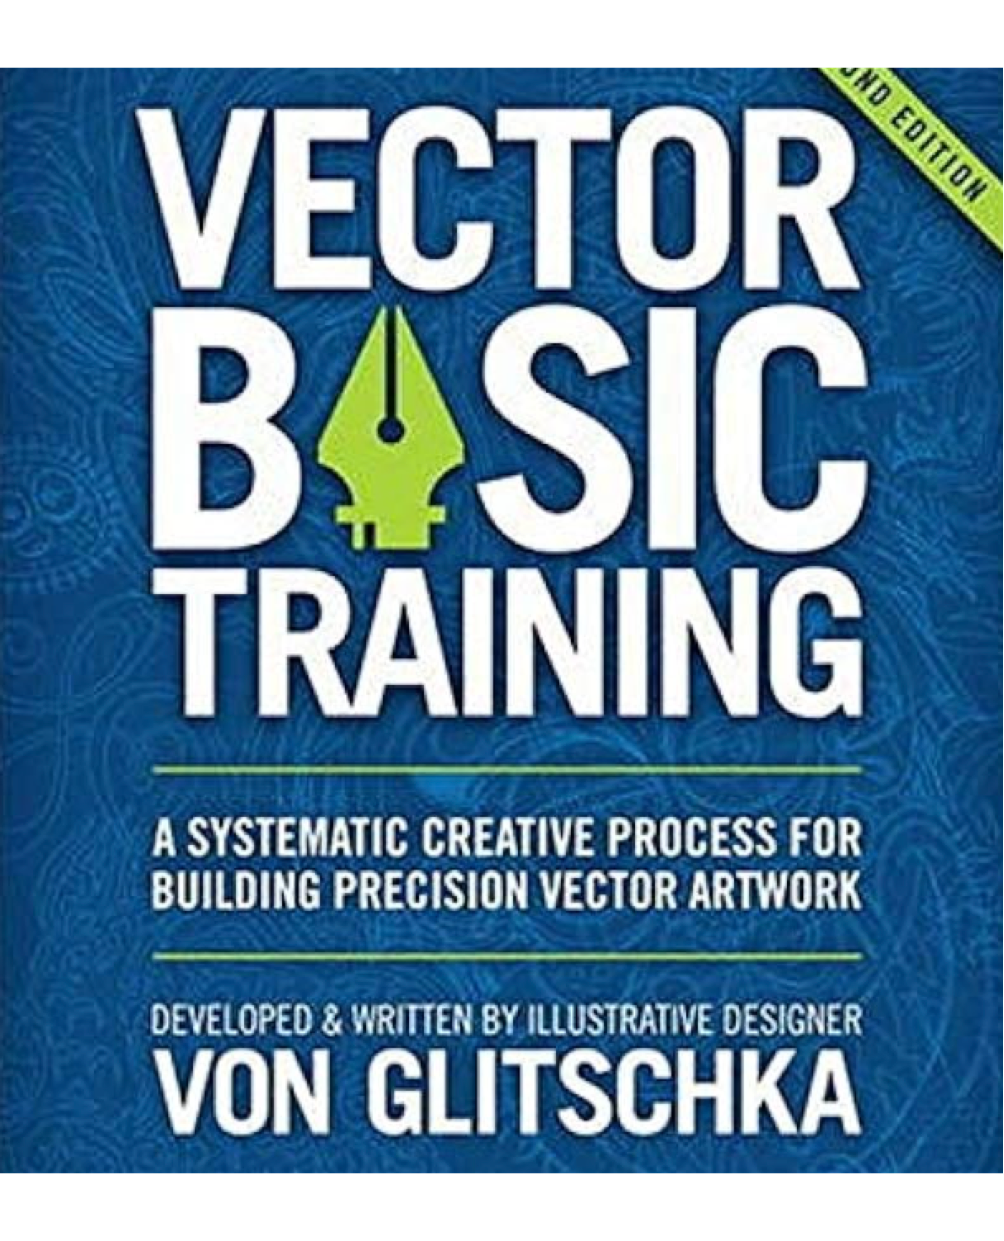 OND EDITION
VECTOR
BASIC
TRAINING
A SYSTEMATIC CREATIVE PROCESS FOR
BUILDING PRECISION VECTOR ARTWORK
DEVELOPED & WRITTEN BY ILLUSTRATIVE DESIGNER
VON GLITSCHKA